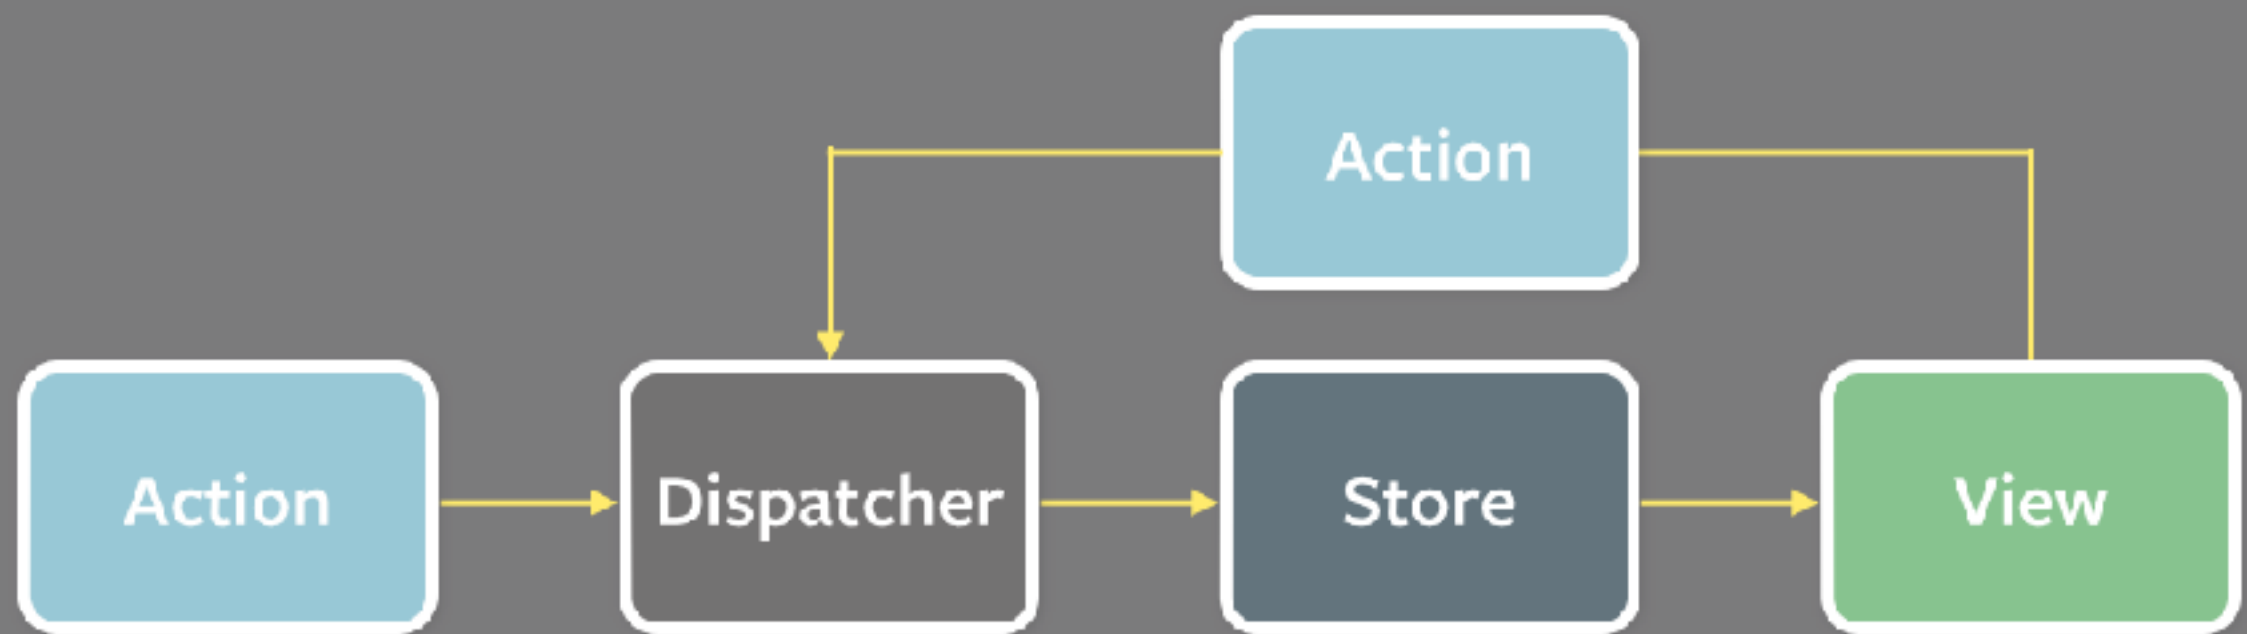 Action
Action
Dispatcher
Store
View